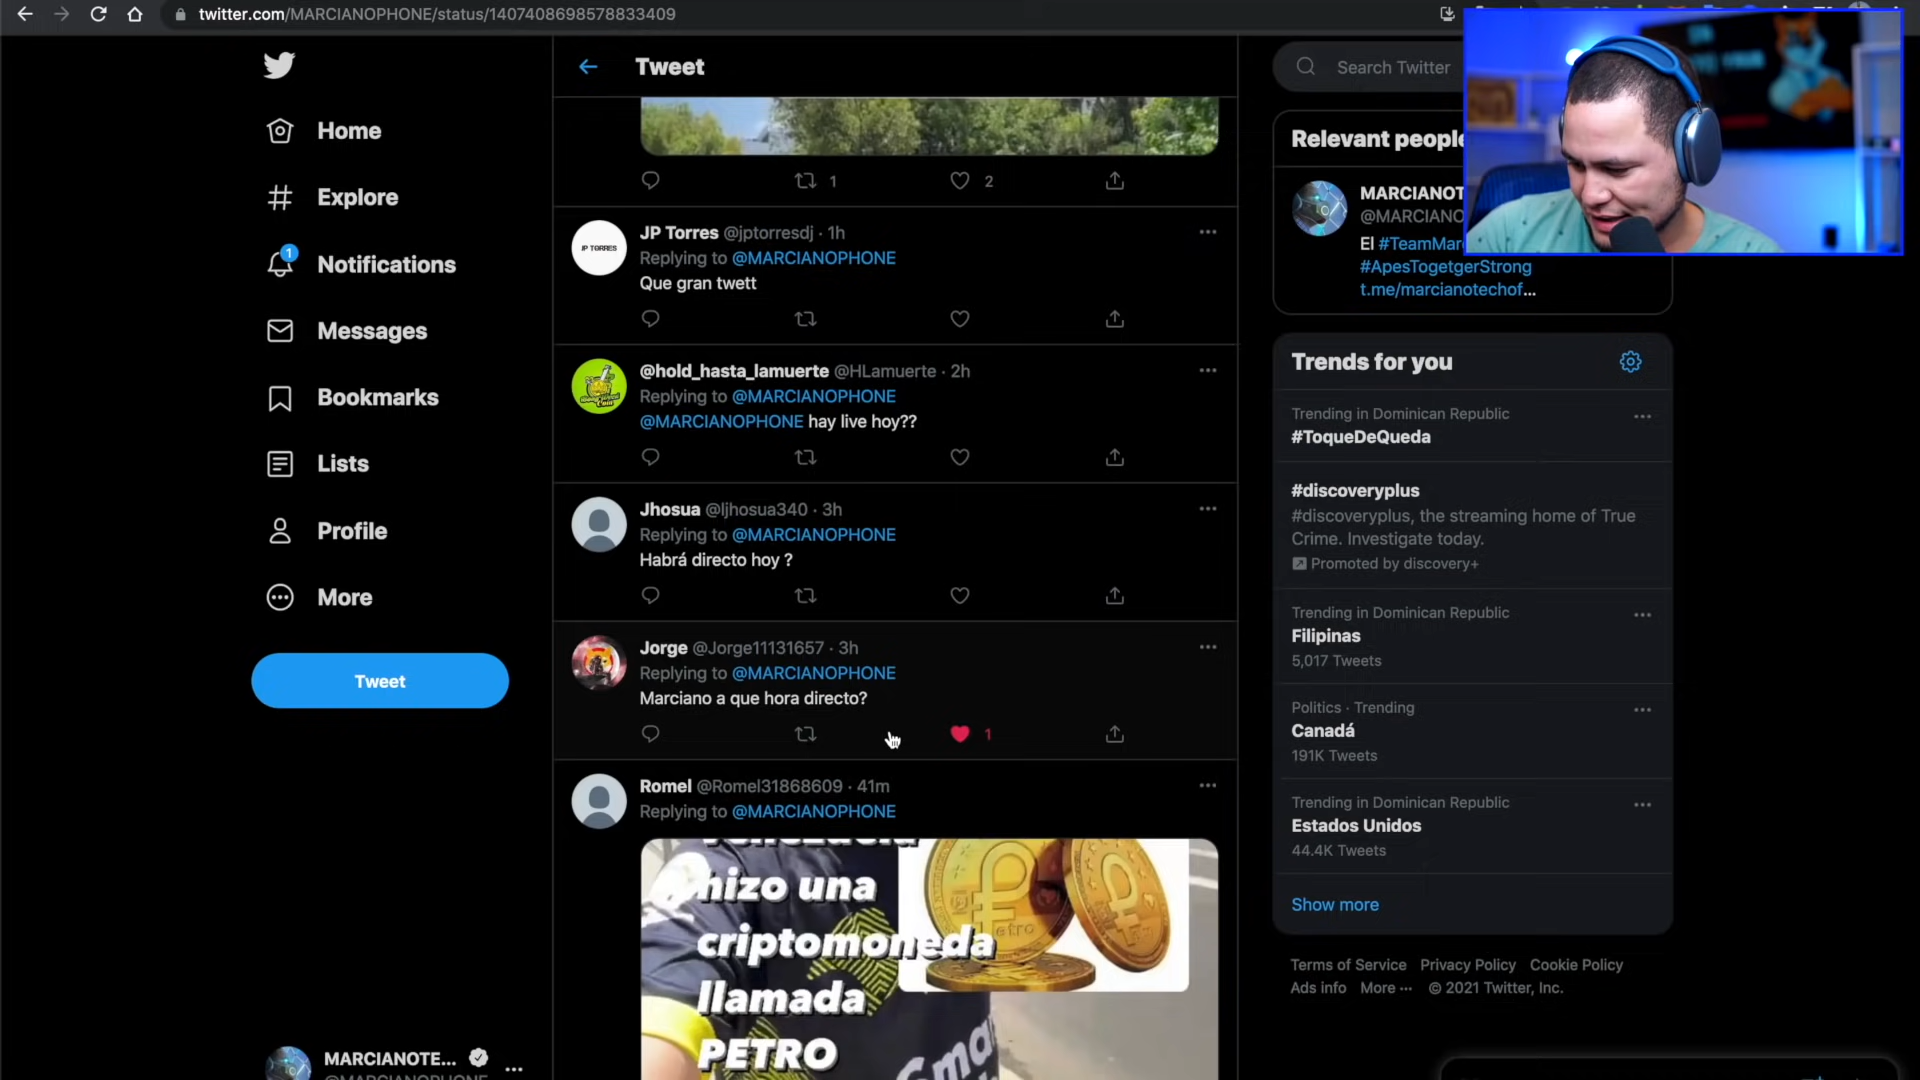 twitter.com/MARCIANOPHONE/status/1407408698578833409
Home
Explore
1
Notifications
Messages
Bookmarks
Lists
Profile
More
Tweet
MARCIANOTE...
Tweet
1
2
JP TORRES
JP Torres @jptorresdj · 1h
Replying to @MARCIANOPHONE
Que gran twett
@hold_hasta_lamuerte @HLamuerte · 2h
Replying to @MARCIANOPHONE
@MARCIANOPHONE hay live hoy??
Jhosua @ljhosua340 · 3h
Replying to @MARCIANOPHONE
Habrá directo hoy ?
Jorge @Jorge11131657 · 3h
Replying to @MARCIANOPHONE
Marciano a que hora directo?
1
Romel @Romel31868609 · 41m
Replying to @MARCIANOPHONE
hizo una
criptomoneda
llamada
PETRO
Search Twitter
Relevant people
MARCIANOT
@MARCIANO
El #TeamMar
#ApesTogetgerStrong
t.me/marcianotechof...
Trends for you
Trending in Dominican Republic
#ToqueDeQueda
#discoveryplus
#discoveryplus, the streaming home of True
Crime. Investigate today.
Promoted by discovery+
Trending in Dominican Republic
Filipinas
5,017 Tweets
Politics · Trending
Canadá
191K Tweets
Trending in Dominican Republic
Estados Unidos
44.4K Tweets
Show more
Terms of Service Privacy Policy Cookie Policy
Ads info More ··· © 2021 Twitter, Inc.